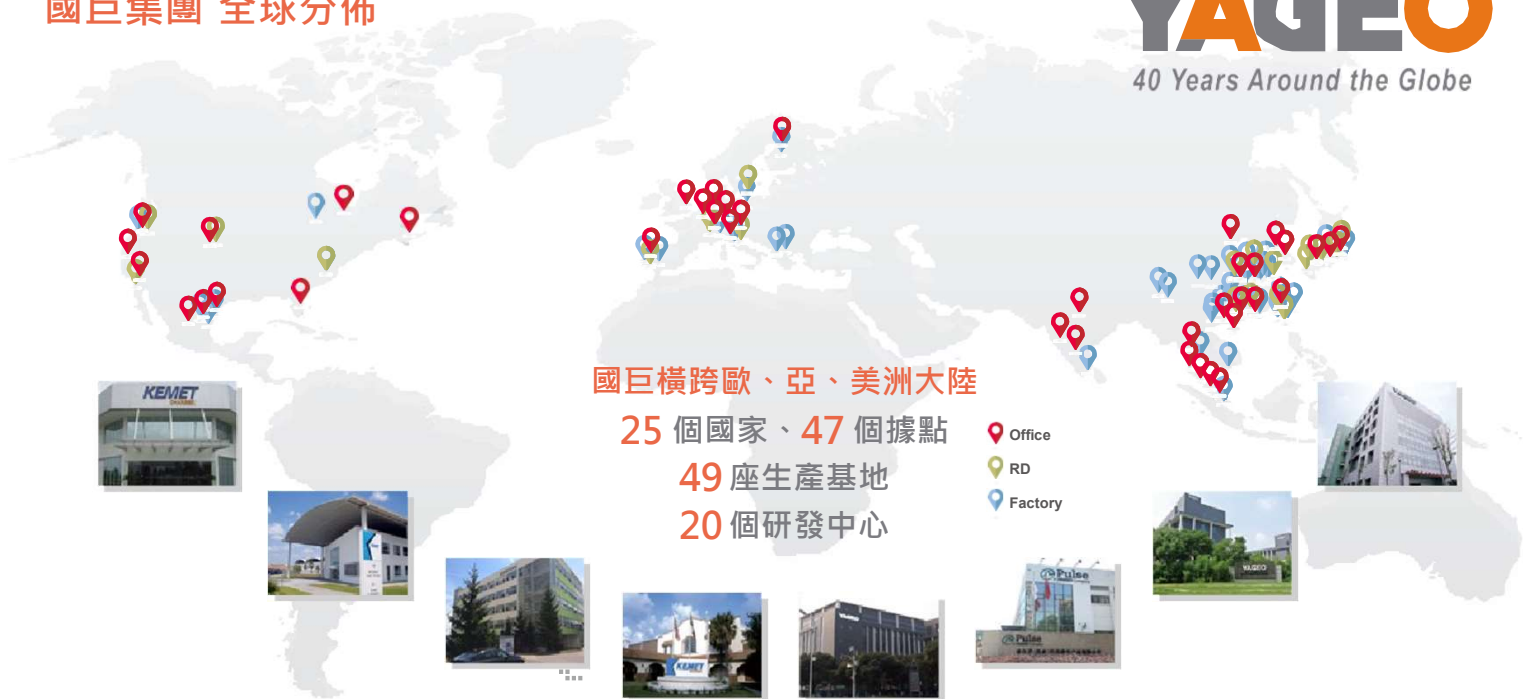 國巨集團 全球分佈
YAGEO
40 Years Around the Globe
國巨橫跨歐、亞、美洲大陸
25 個國家、47 個據點
49 座生產基地
20 個研發中心
Office
RD
Factory
KEMET
CHARGED
KEMET
Pulse
Pulse
YAGEO